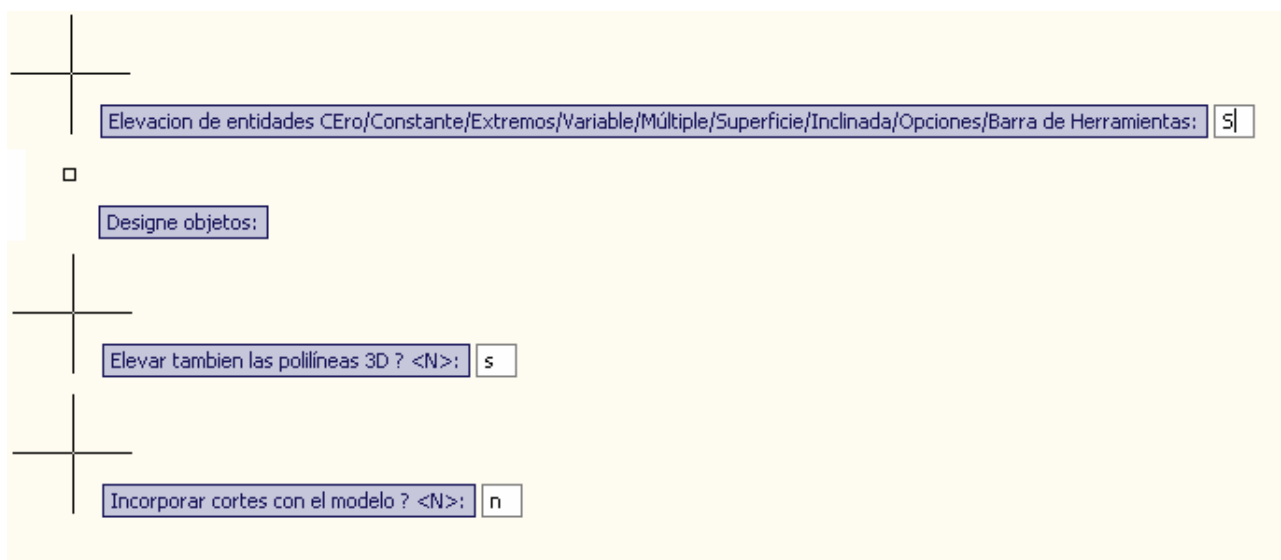 Elevacion de entidades CEro/Constante/Extremos/Variable/Múltiple/Superficie/Inclinada/Opciones/Barra de Herramientas: S
Designe objetos:
Elevar tambien las polilíneas 3D ? <N>: s
Incorporar cortes con el modelo ? <N>: n